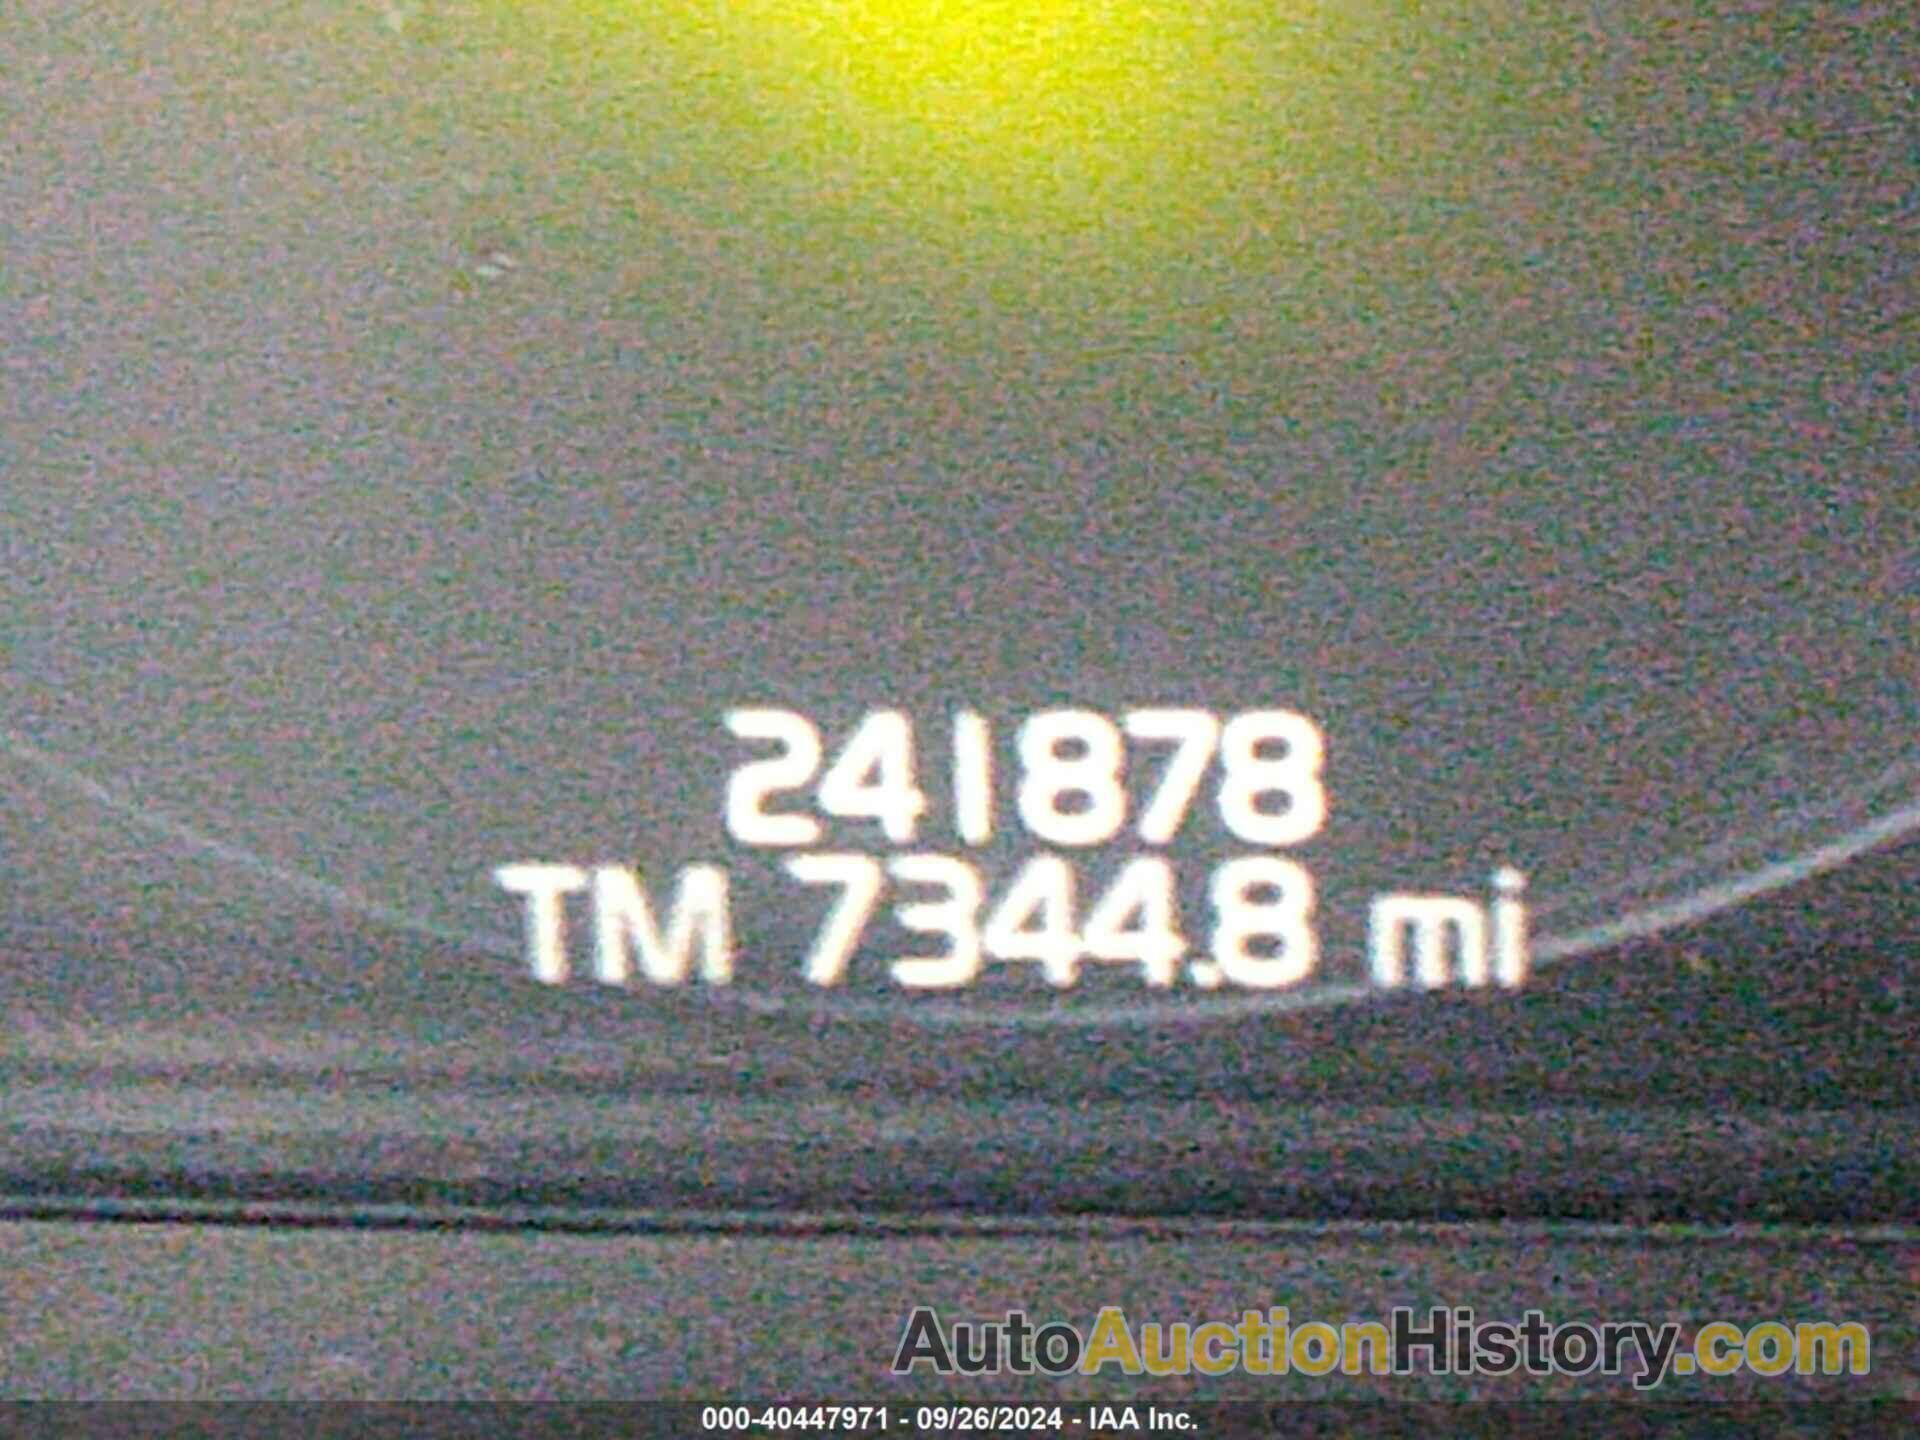 241878
TM 7344.8 mi
AutoAuctionHistory.com
000-40447971 - 09/26/2024 - IAA Inc.